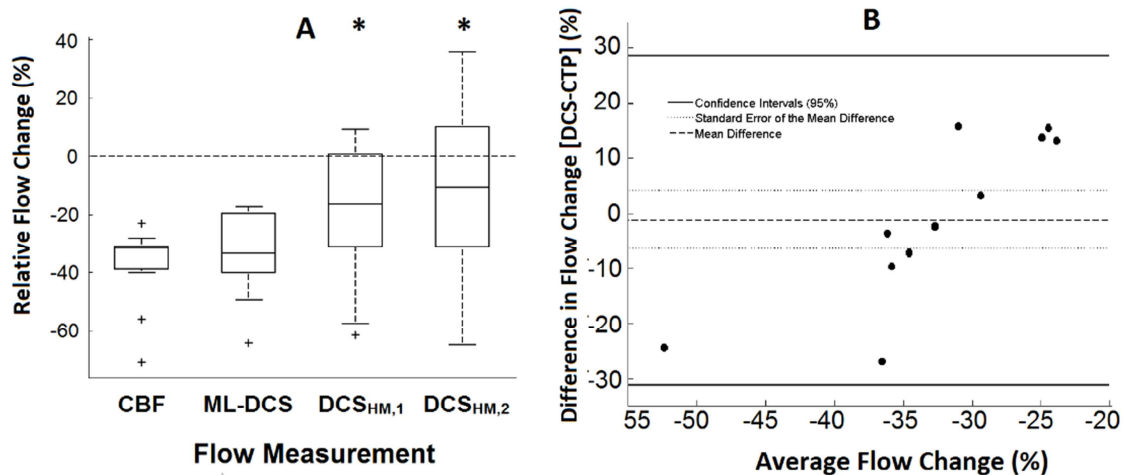 A
*
*
Relative Flow Change (%)
40
20
0
-20
-40
-60
CBF
ML-DCS
DCSHM,1
DCSHM,2
Flow Measurement
B
Difference in Flow Change [DCS-CTP] (%)
30
20
10
0
-10
-20
-30
Confidence Intervals (95%)
Standard Error of the Mean Difference
Mean Difference
55
-50
-45
-40
-35
-30
-25
-20
Average Flow Change (%)